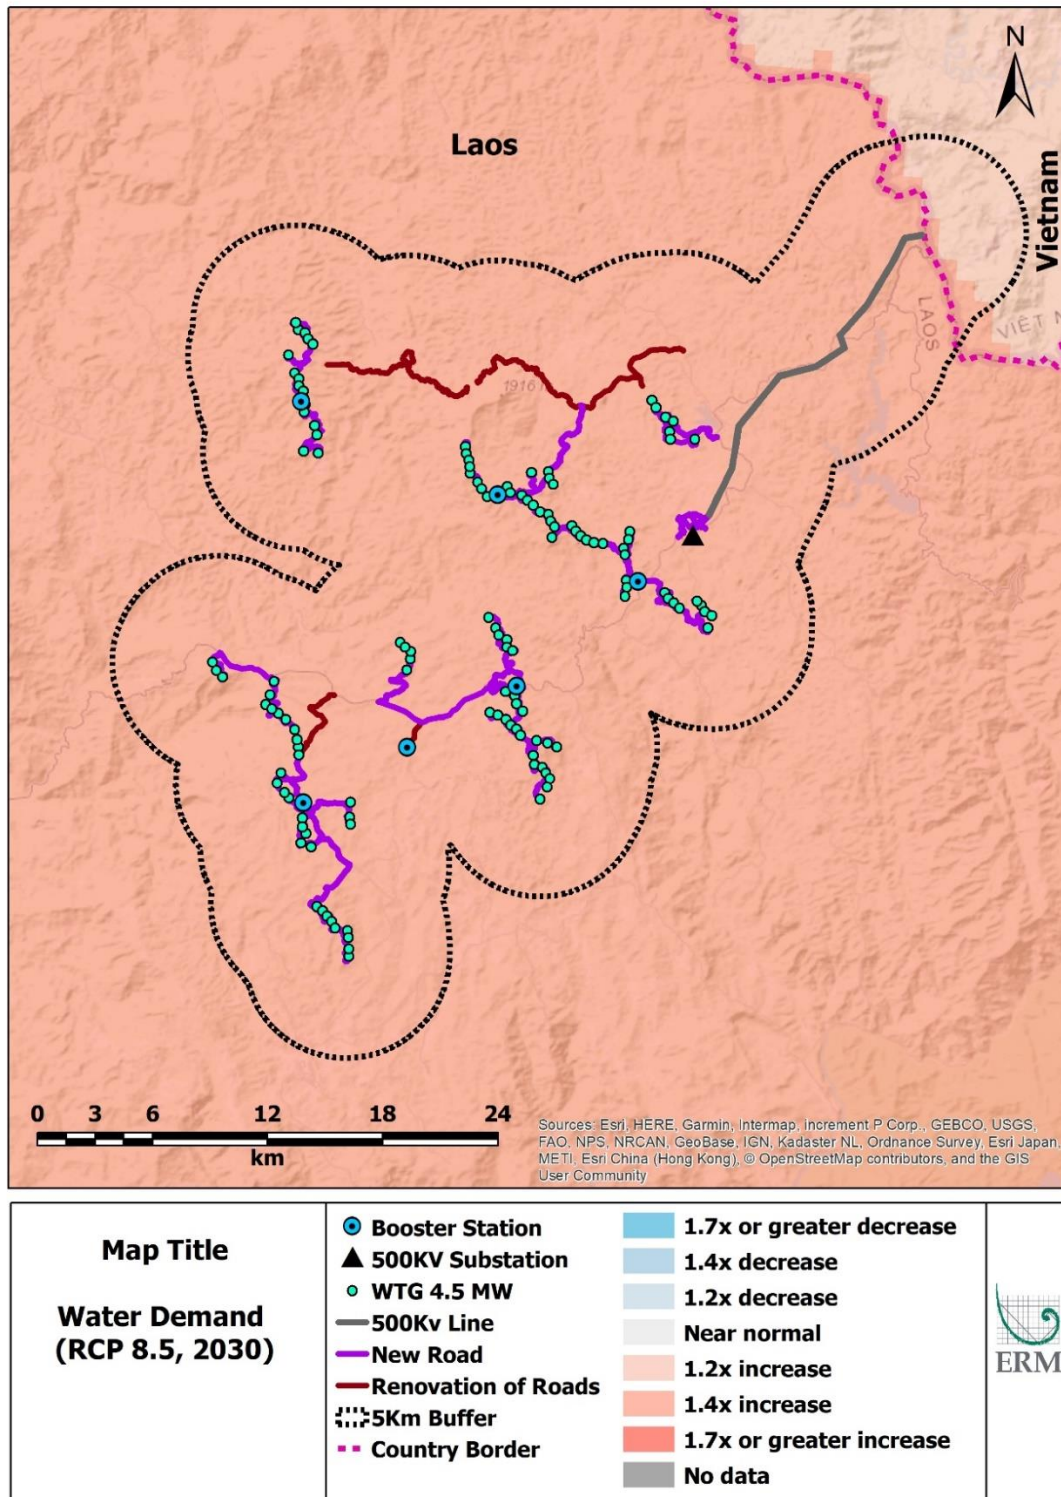 N
Laos
Vietnam
LAOS
VIÊT N
1916
0 3 6 12 18 24
km
Sources: Esri, HERE, Garmin, Intermap, increment P Corp., GEBCO, USGS,
FAO, NPS, NRCAN, GeoBase, IGN, Kadaster NL, Ordnance Survey, Esri Japan,
METI, Esri China (Hong Kong), © OpenStreetMap contributors, and the GIS
User Community
Map Title
Water Demand
(RCP 8.5, 2030)
Booster Station
500KV Substation
WTG 4.5 MW
500Kv Line
New Road
Renovation of Roads
5Km Buffer
Country Border
1.7x or greater decrease
1.4x decrease
1.2x decrease
Near normal
1.2x increase
1.4x increase
1.7x or greater increase
No data
ERM